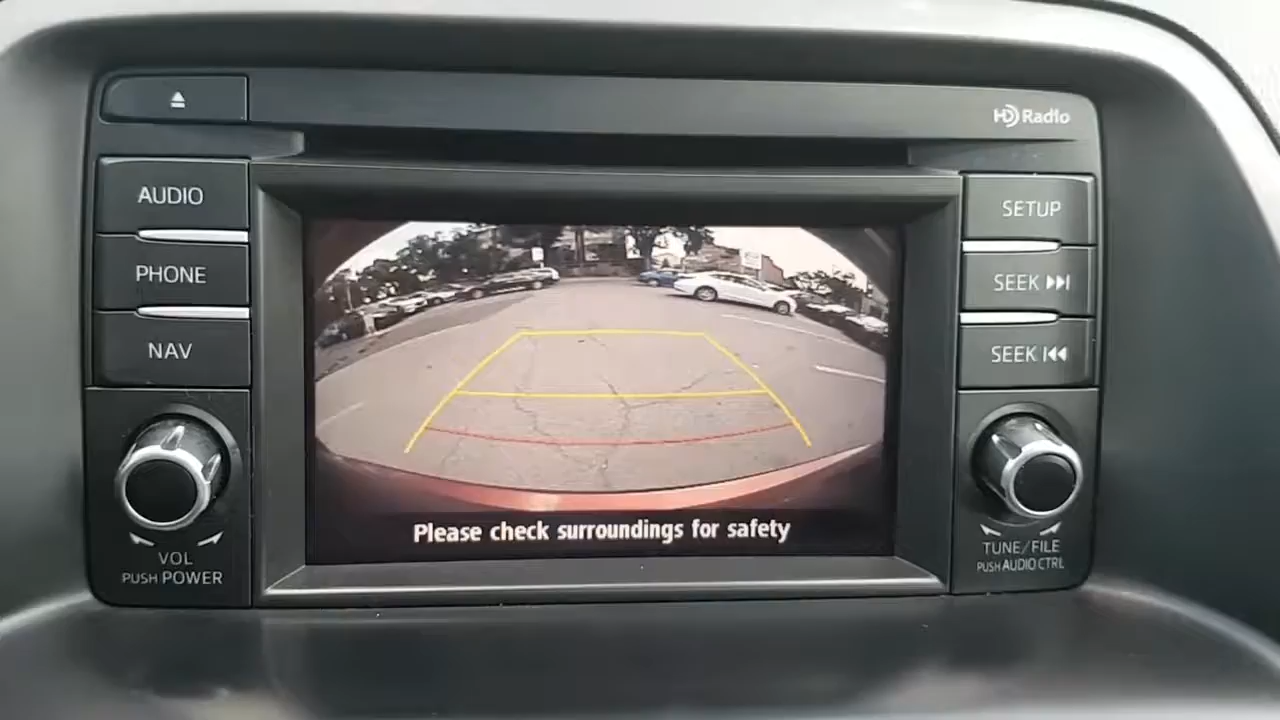 HD Radio
AUDIO
PHONE
NAV
VOL
PUSH POWER
SETUP
SEEK
SEEK
TUNE/FILE
PUSH AUDIO CTRL
Please check surroundings for safety